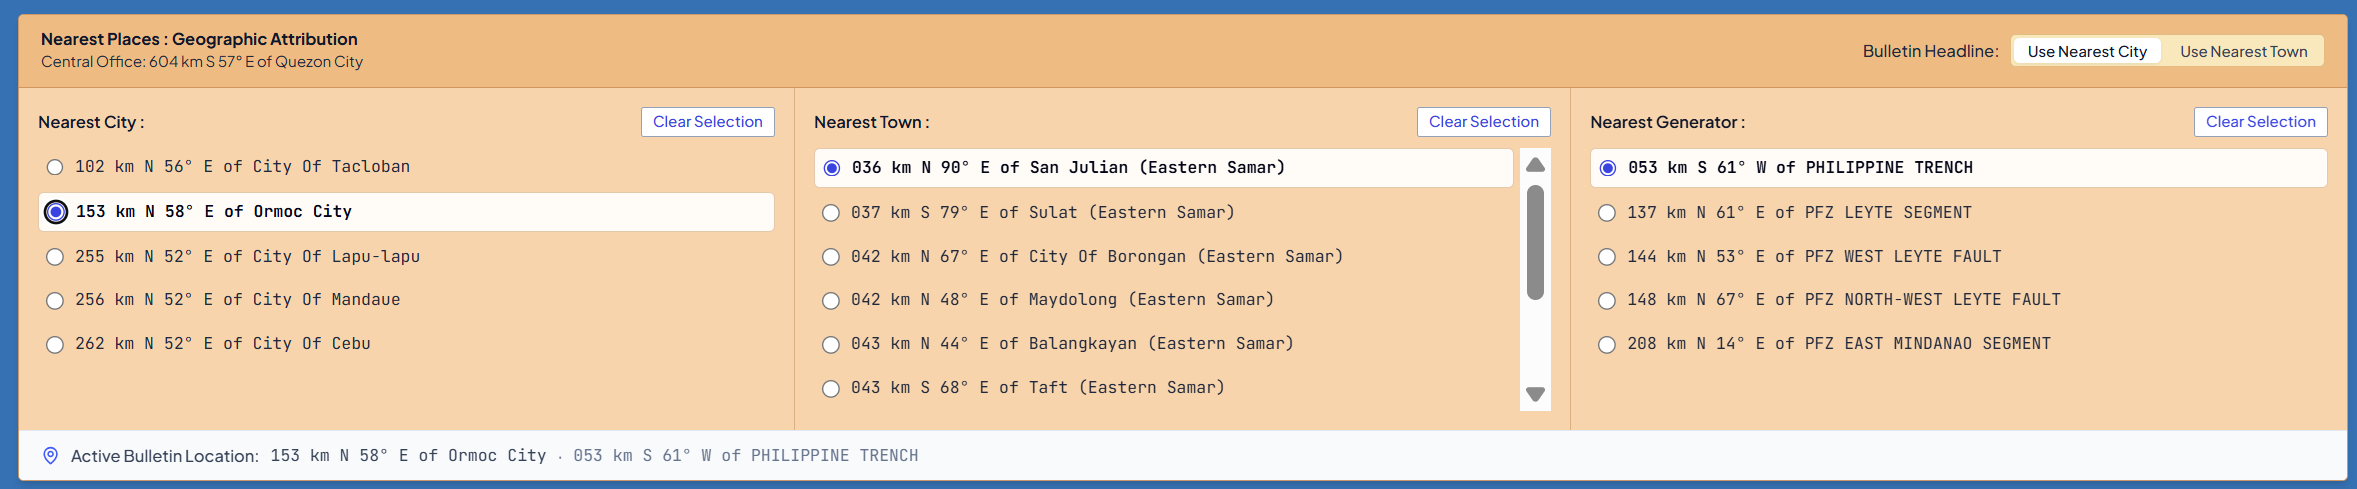 Nearest Places : Geographic Attribution
Central Office: 604 km S 57° E of Quezon City
Bulletin Headline: Use Nearest City Use Nearest Town
Nearest City : Clear Selection
102 km N 56° E of City Of Tacloban
153 km N 58° E of Ormoc City
255 km N 52° E of City Of Lapu-lapu
256 km N 52° E of City Of Mandaue
262 km N 52° E of City Of Cebu
Nearest Town : Clear Selection
036 km N 90° E of San Julian (Eastern Samar)
037 km S 79° E of Sulat (Eastern Samar)
042 km N 67° E of City Of Borongan (Eastern Samar)
042 km N 48° E of Maydolong (Eastern Samar)
043 km N 44° E of Balangkayan (Eastern Samar)
043 km S 68° E of Taft (Eastern Samar)
Nearest Generator : Clear Selection
053 km S 61° W of PHILIPPINE TRENCH
137 km N 61° E of PFZ LEYTE SEGMENT
144 km N 53° E of PFZ WEST LEYTE FAULT
148 km N 67° E of PFZ NORTH-WEST LEYTE FAULT
208 km N 14° E of PFZ EAST MINDANAO SEGMENT
Active Bulletin Location: 153 km N 58° E of Ormoc City · 053 km S 61° W of PHILIPPINE TRENCH